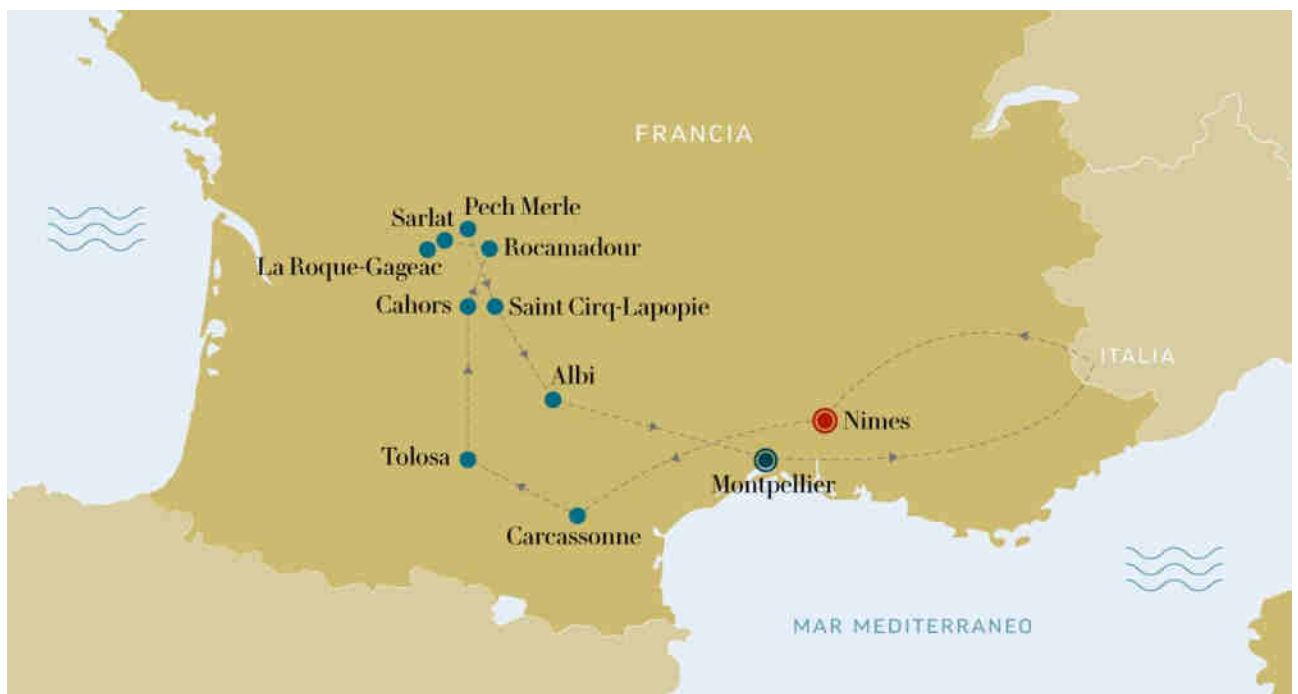 FRANCIA
Pech Merle
Sarlat
Rocamadour
La Roque-Gageac
Cahors
Saint Cirq-Lapopie
ITALIA
Albi
Nimes
Tolosa
Montpellier
Carcassonne
MAR MEDITERRANEO